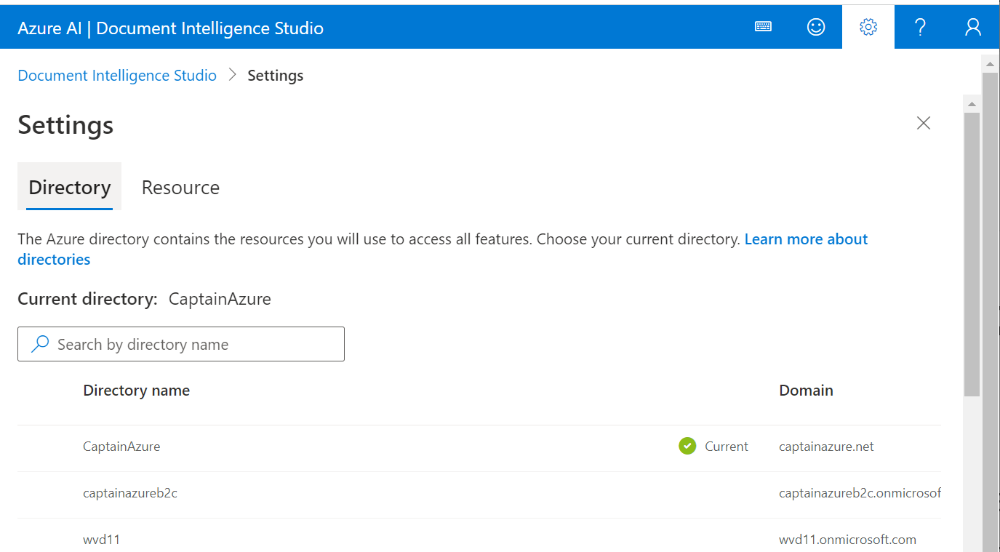 Azure AI | Document Intelligence Studio
Document Intelligence Studio > Settings
Settings
Directory Resource
The Azure directory contains the resources you will use to access all features. Choose your current directory. Learn more about
directories
Current directory: CaptainAzure
Search by directory name
Directory name Domain
CaptainAzure Current captainazure.net
captainazureb2c captainazureb2c.onmicrosof
wvd11 wvd11.onmicrosoft.com